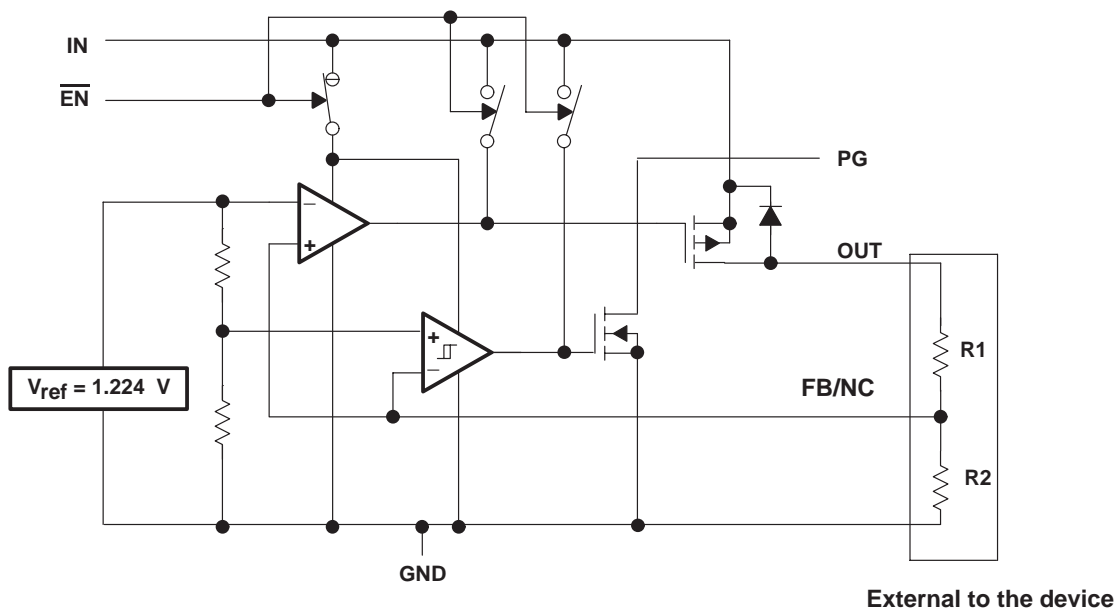 IN
EN
PG
OUT
R1
Vref = 1.224 V
FB/NC
R2
GND
External to the device